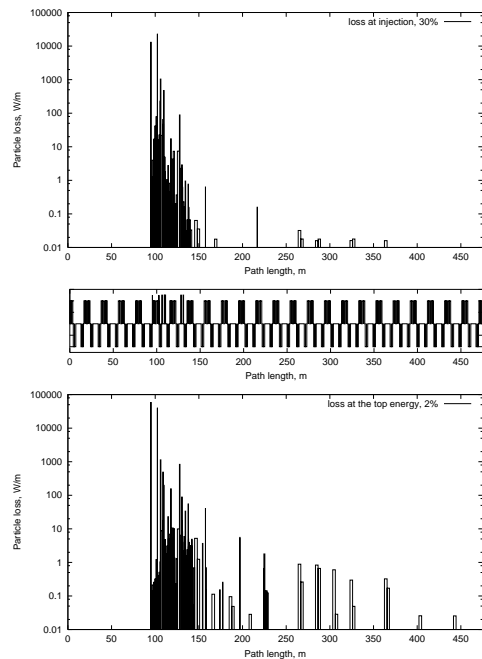 100000
loss at injection, 30%
10000
1000
100
10
1
0.1
0.01
Particle loss, W/m
0 50 100 150 200 250 300 350 400 450
Path length, m
0 50 100 150 200 250 300 350 400 450
Path length, m
100000
loss at the top energy, 2%
10000
1000
100
10
1
0.1
0.01
Particle loss, W/m
0 50 100 150 200 250 300 350 400 450
Path length, m